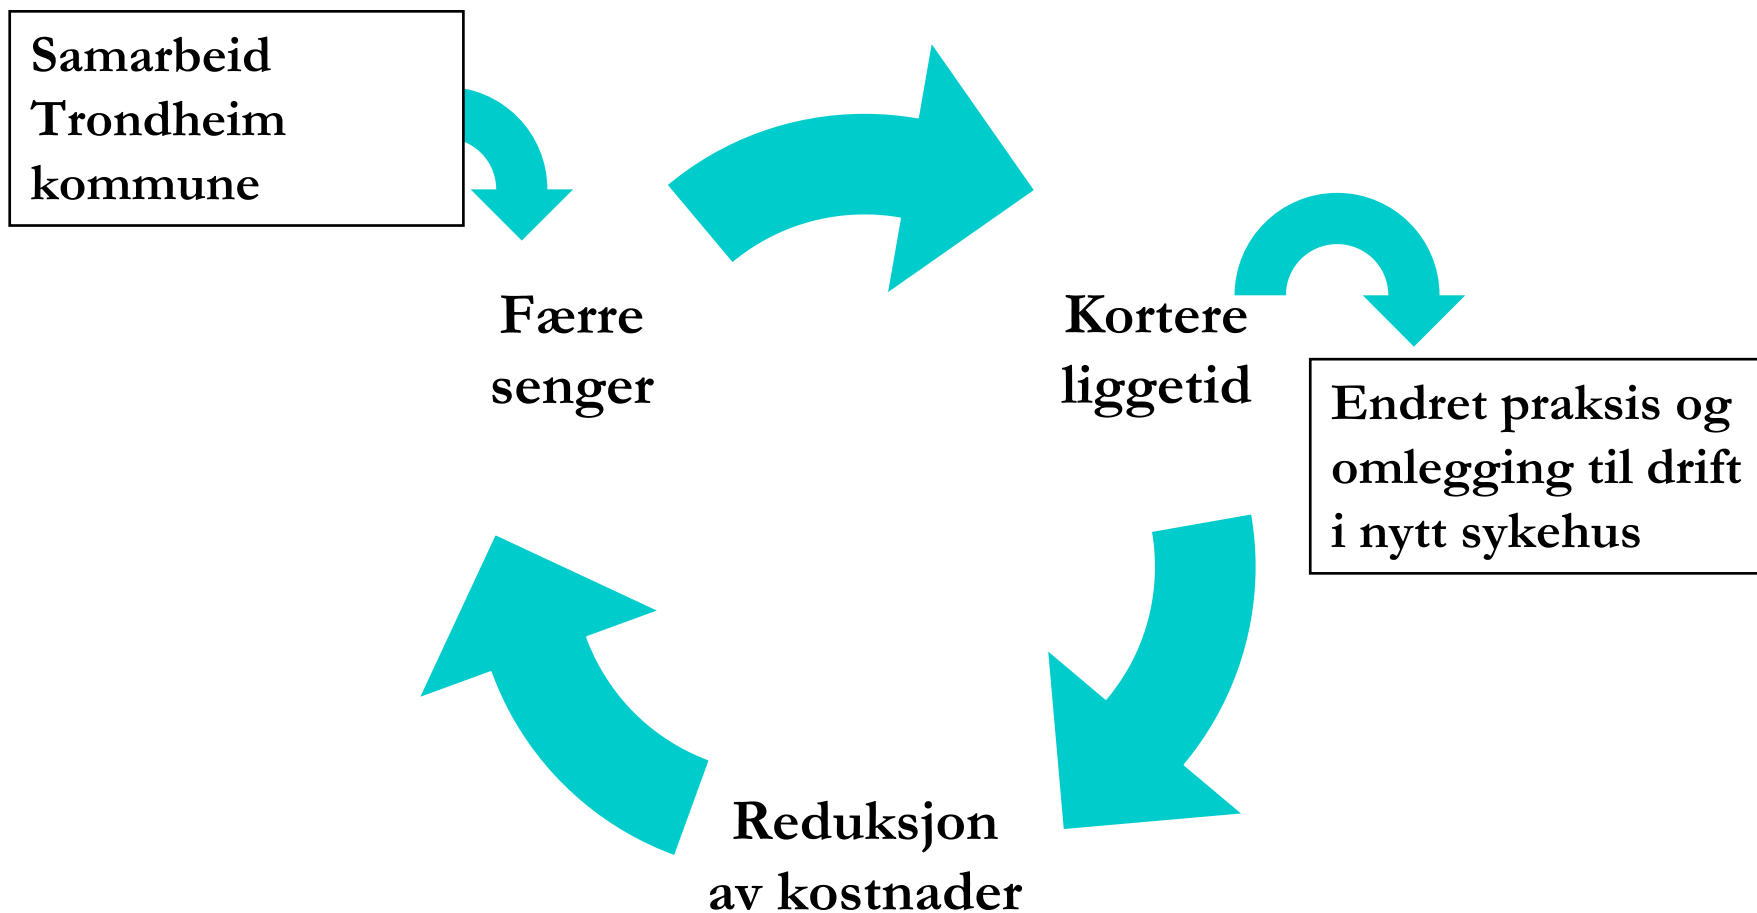 Samarbeid
Trondheim
kommune
Færre
senger
Kortere
liggetid
Endret praksis og
omlegging til drift
i nytt sykehus
Reduksjon
av kostnader